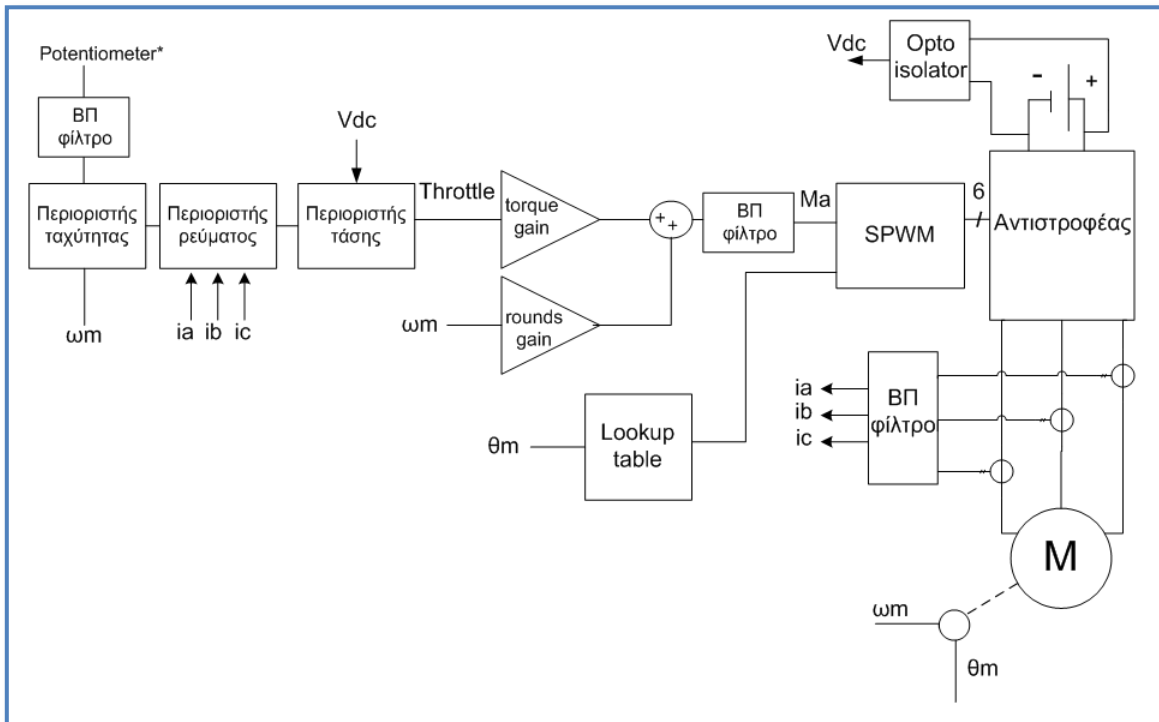 Potentiometer*
ΒΠ
φίλτρο
Περιοριστής
ταχύτητας
ωm
Περιοριστής
ρεύματος
ia
ib
ic
Vdc
Περιοριστής
τάσης
Throttle
torque
gain
ωm
rounds
gain
+
+
ΒΠ
φίλτρο
Ma
SPWM
6
Αντιστροφέας
Vdc
Opto
isolator
-
+
θm
Lookup
table
ia
ib
ic
ΒΠ
φίλτρο
M
ωm
θm